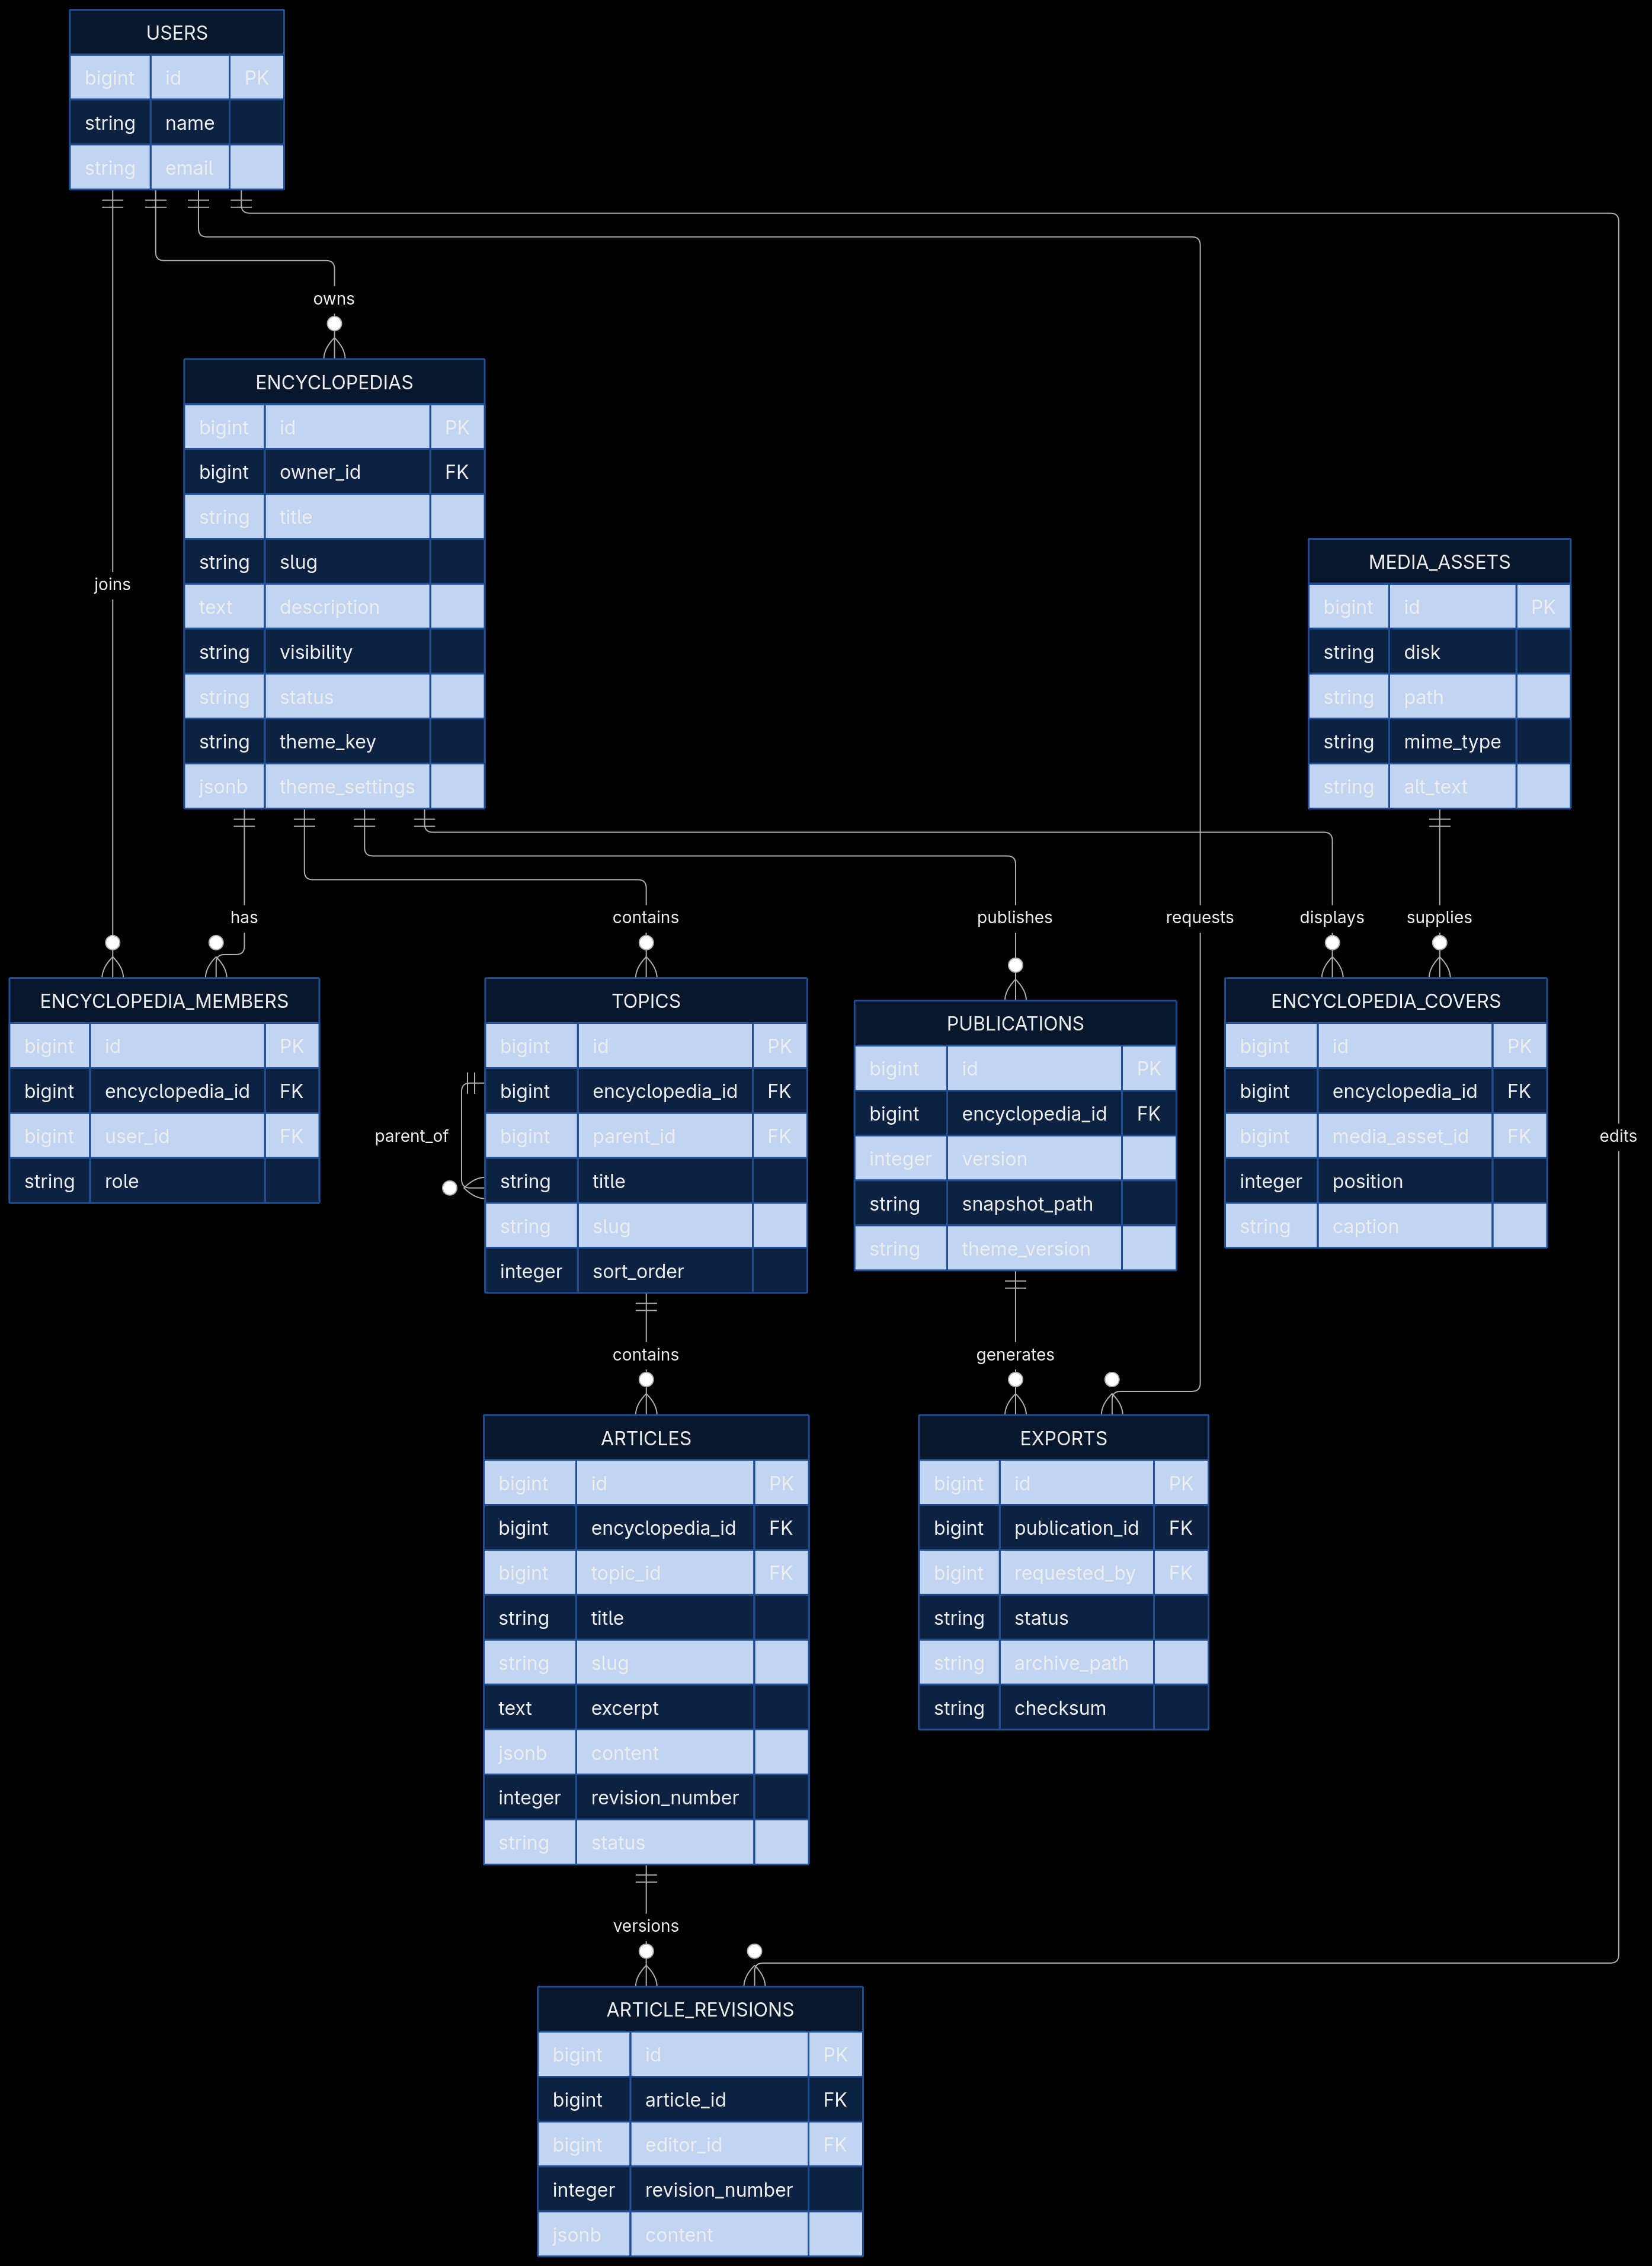 USERS
bigint id PK
string name
string email
owns
ENCYCLOPEDIAS
bigint id PK
bigint owner_id FK
string title
string slug
text description
string visibility
string status
string theme_key
jsonb theme_settings
joins
MEDIA_ASSETS
bigint id PK
string disk
string path
string mime_type
string alt_text
has
contains
publishes
requests
displays
supplies
ENCYCLOPEDIA_MEMBERS
bigint id PK
bigint encyclopedia_id FK
bigint user_id FK
string role
parent_of
TOPICS
bigint id PK
bigint encyclopedia_id FK
bigint parent_id FK
string title
string slug
integer sort_order
PUBLICATIONS
bigint id PK
bigint encyclopedia_id FK
integer version
string snapshot_path
string theme_version
ENCYCLOPEDIA_COVERS
bigint id PK
bigint encyclopedia_id FK
bigint media_asset_id FK
integer position
string caption
edits
contains
generates
ARTICLES
bigint id PK
bigint encyclopedia_id FK
bigint topic_id FK
string title
string slug
text excerpt
jsonb content
integer revision_number
string status
EXPORTS
bigint id PK
bigint publication_id FK
bigint requested_by FK
string status
string archive_path
string checksum
versions
ARTICLE_REVISIONS
bigint id PK
bigint article_id FK
bigint editor_id FK
integer revision_number
jsonb content